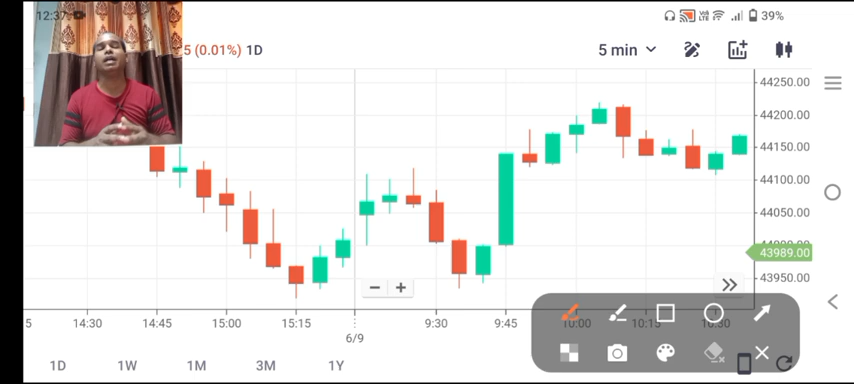 12:37
39%
5 (0.01%) 1D
5 min
44250.00
44200.00
44150.00
44100.00
44050.00
43989.00
43950.00
5 14:30 14:45 15:00 15:15 9:30 9:45 10:00 10:15 10:30
6/9
1D 1W 1M 3M 1Y